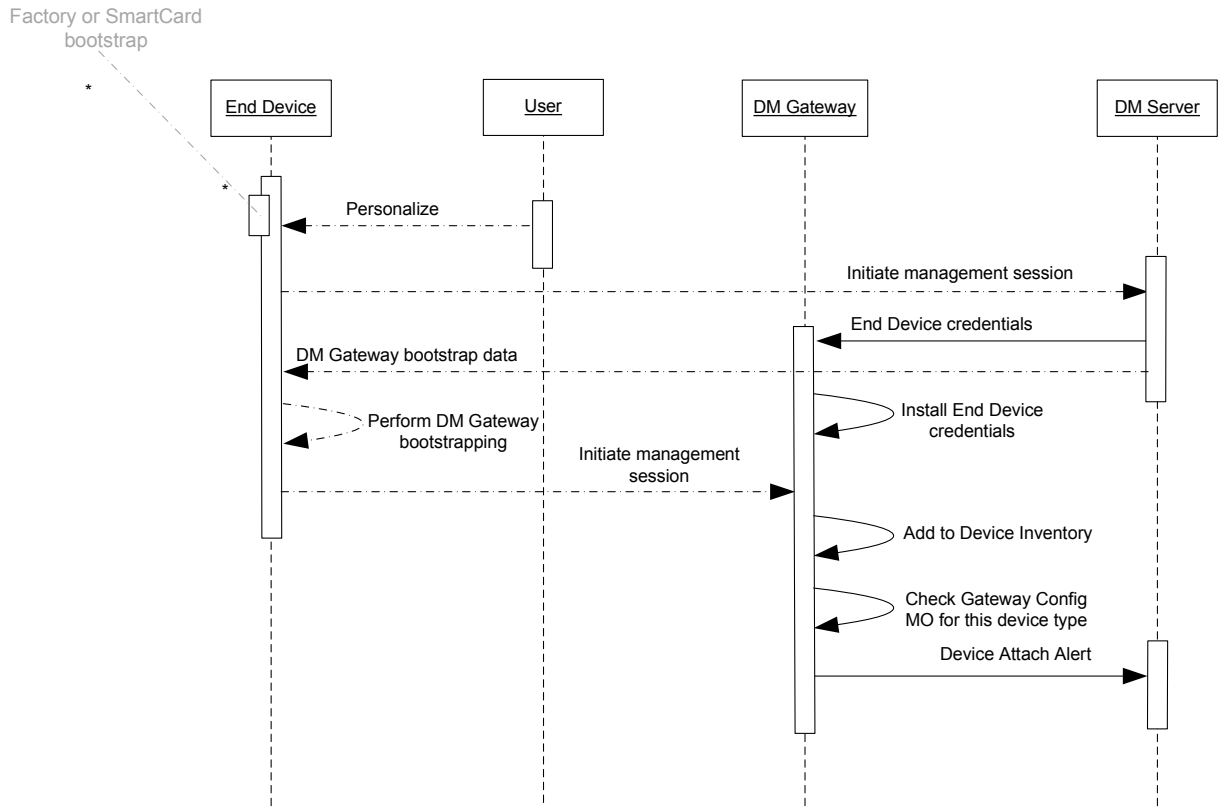 Factory or SmartCard
bootstrap
*
End Device
User
DM Gateway
DM Server
*
Personalize
Initiate management session
End Device credentials
DM Gateway bootstrap data
Install End Device
credentials
Perform DM Gateway
bootstrapping
Initiate management
session
Add to Device Inventory
Check Gateway Config
MO for this device type
Device Attach Alert